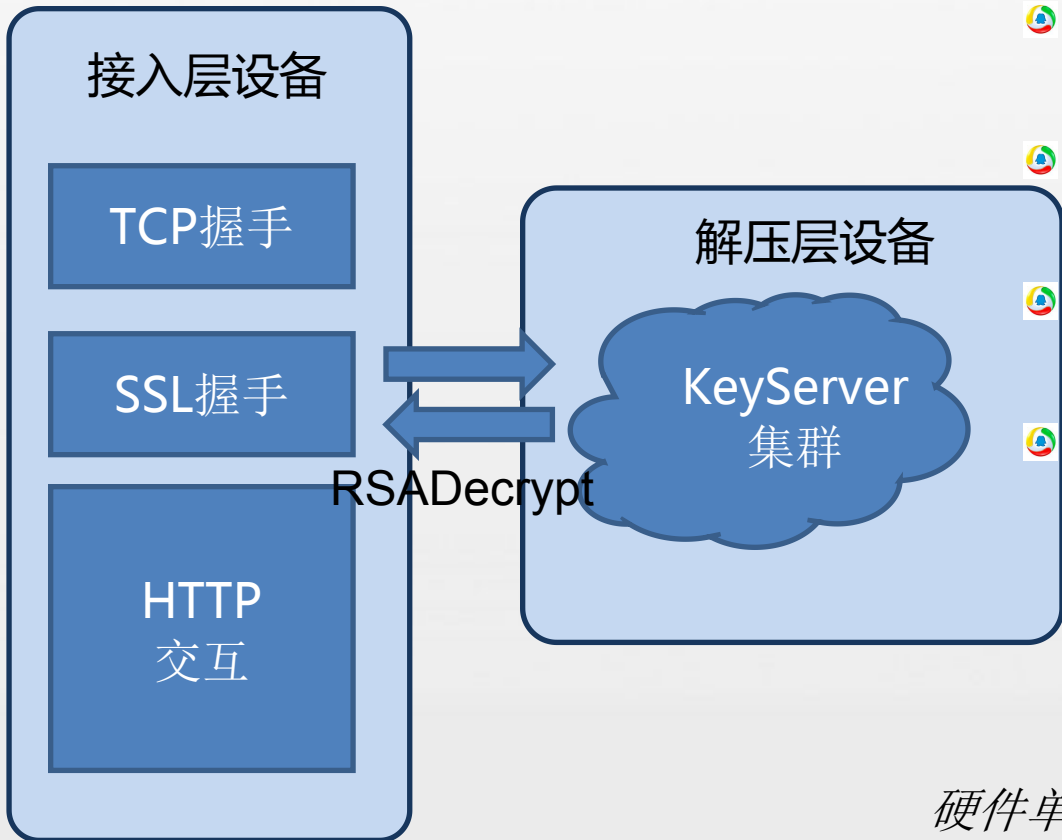 接入层设备
TCP握手
SSL握手
HTTP
交互
RSADecrypt
解压层设备
KeyServer
集群
硬件单